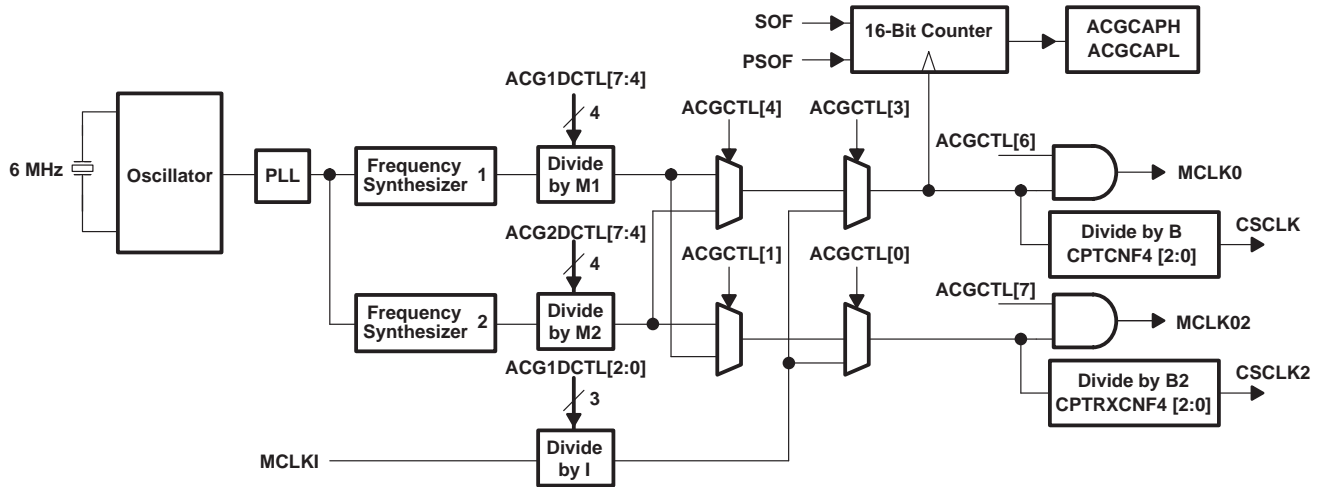 SOF
PSOF
16-Bit Counter
ACGCAPH
ACGCAPL
ACG1DCTL[7:4]
4
ACGCTL[4]
ACGCTL[3]
ACGCTL[6]
6 MHz
Oscillator
PLL
Frequency
Synthesizer 1
Divide
by M1
MCLK0
ACG2DCTL[7:4]
4
ACGCTL[1]
ACGCTL[0]
Divide by B
CPTCNF4 [2:0]
CSCLK
ACGCTL[7]
Frequency
Synthesizer 2
Divide
by M2
MCLK02
ACG1DCTL[2:0]
3
Divide by B2
CPTRXCNF4 [2:0]
CSCLK2
MCLKI
Divide
by I